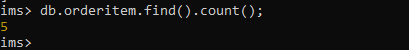 ims> db.orderitem.find().count();
5
ims>